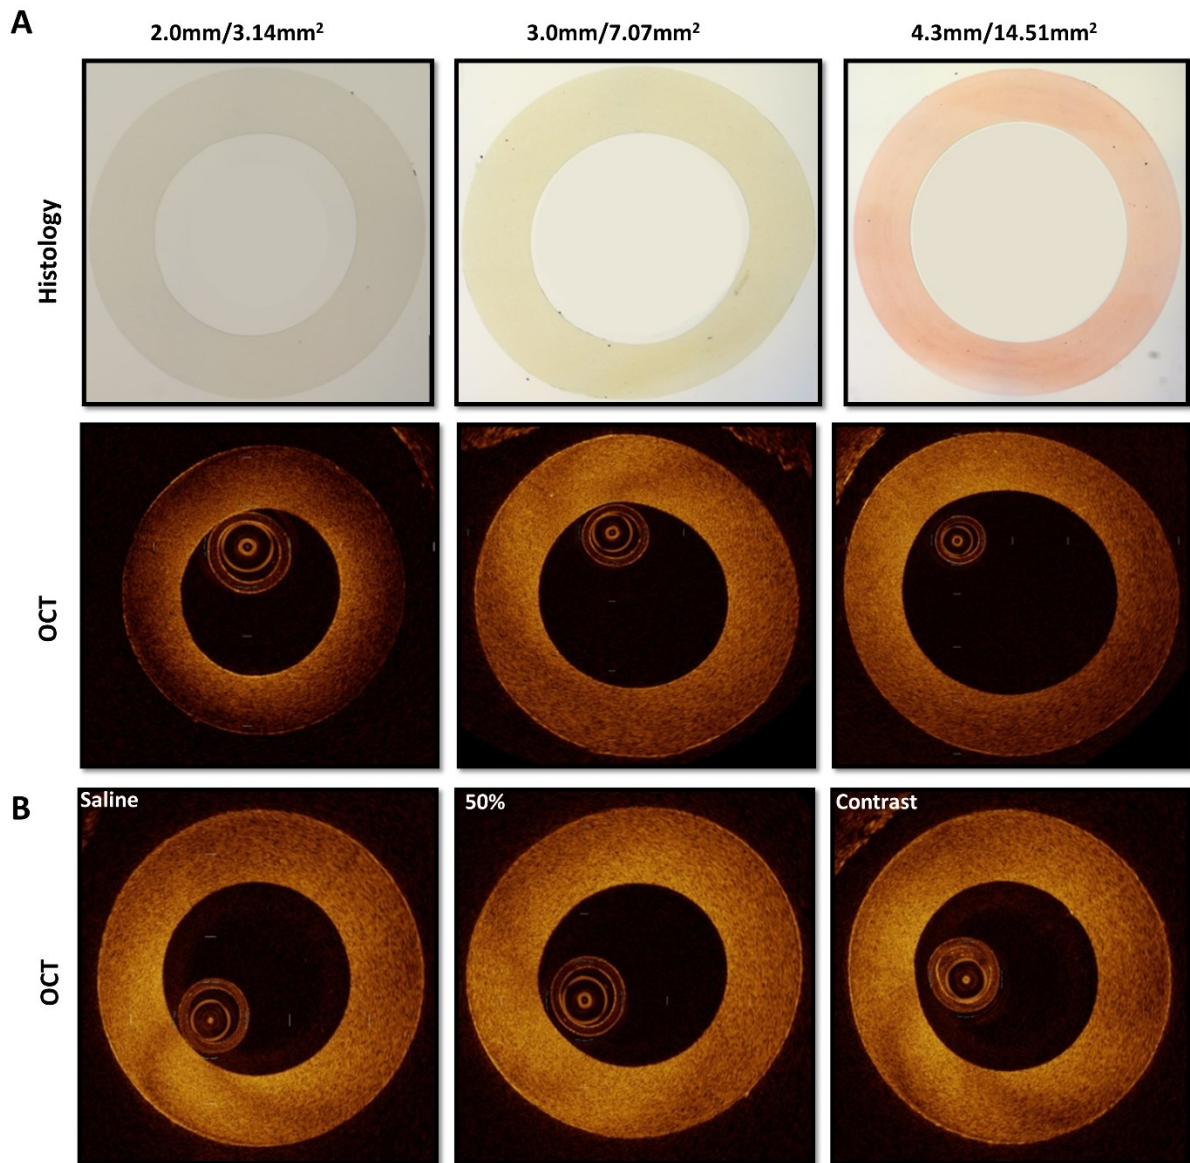 A
2.0mm/3.14mm²
3.0mm/7.07mm²
4.3mm/14.51mm²
Histology
OCT
B
Saline
50%
Contrast
OCT